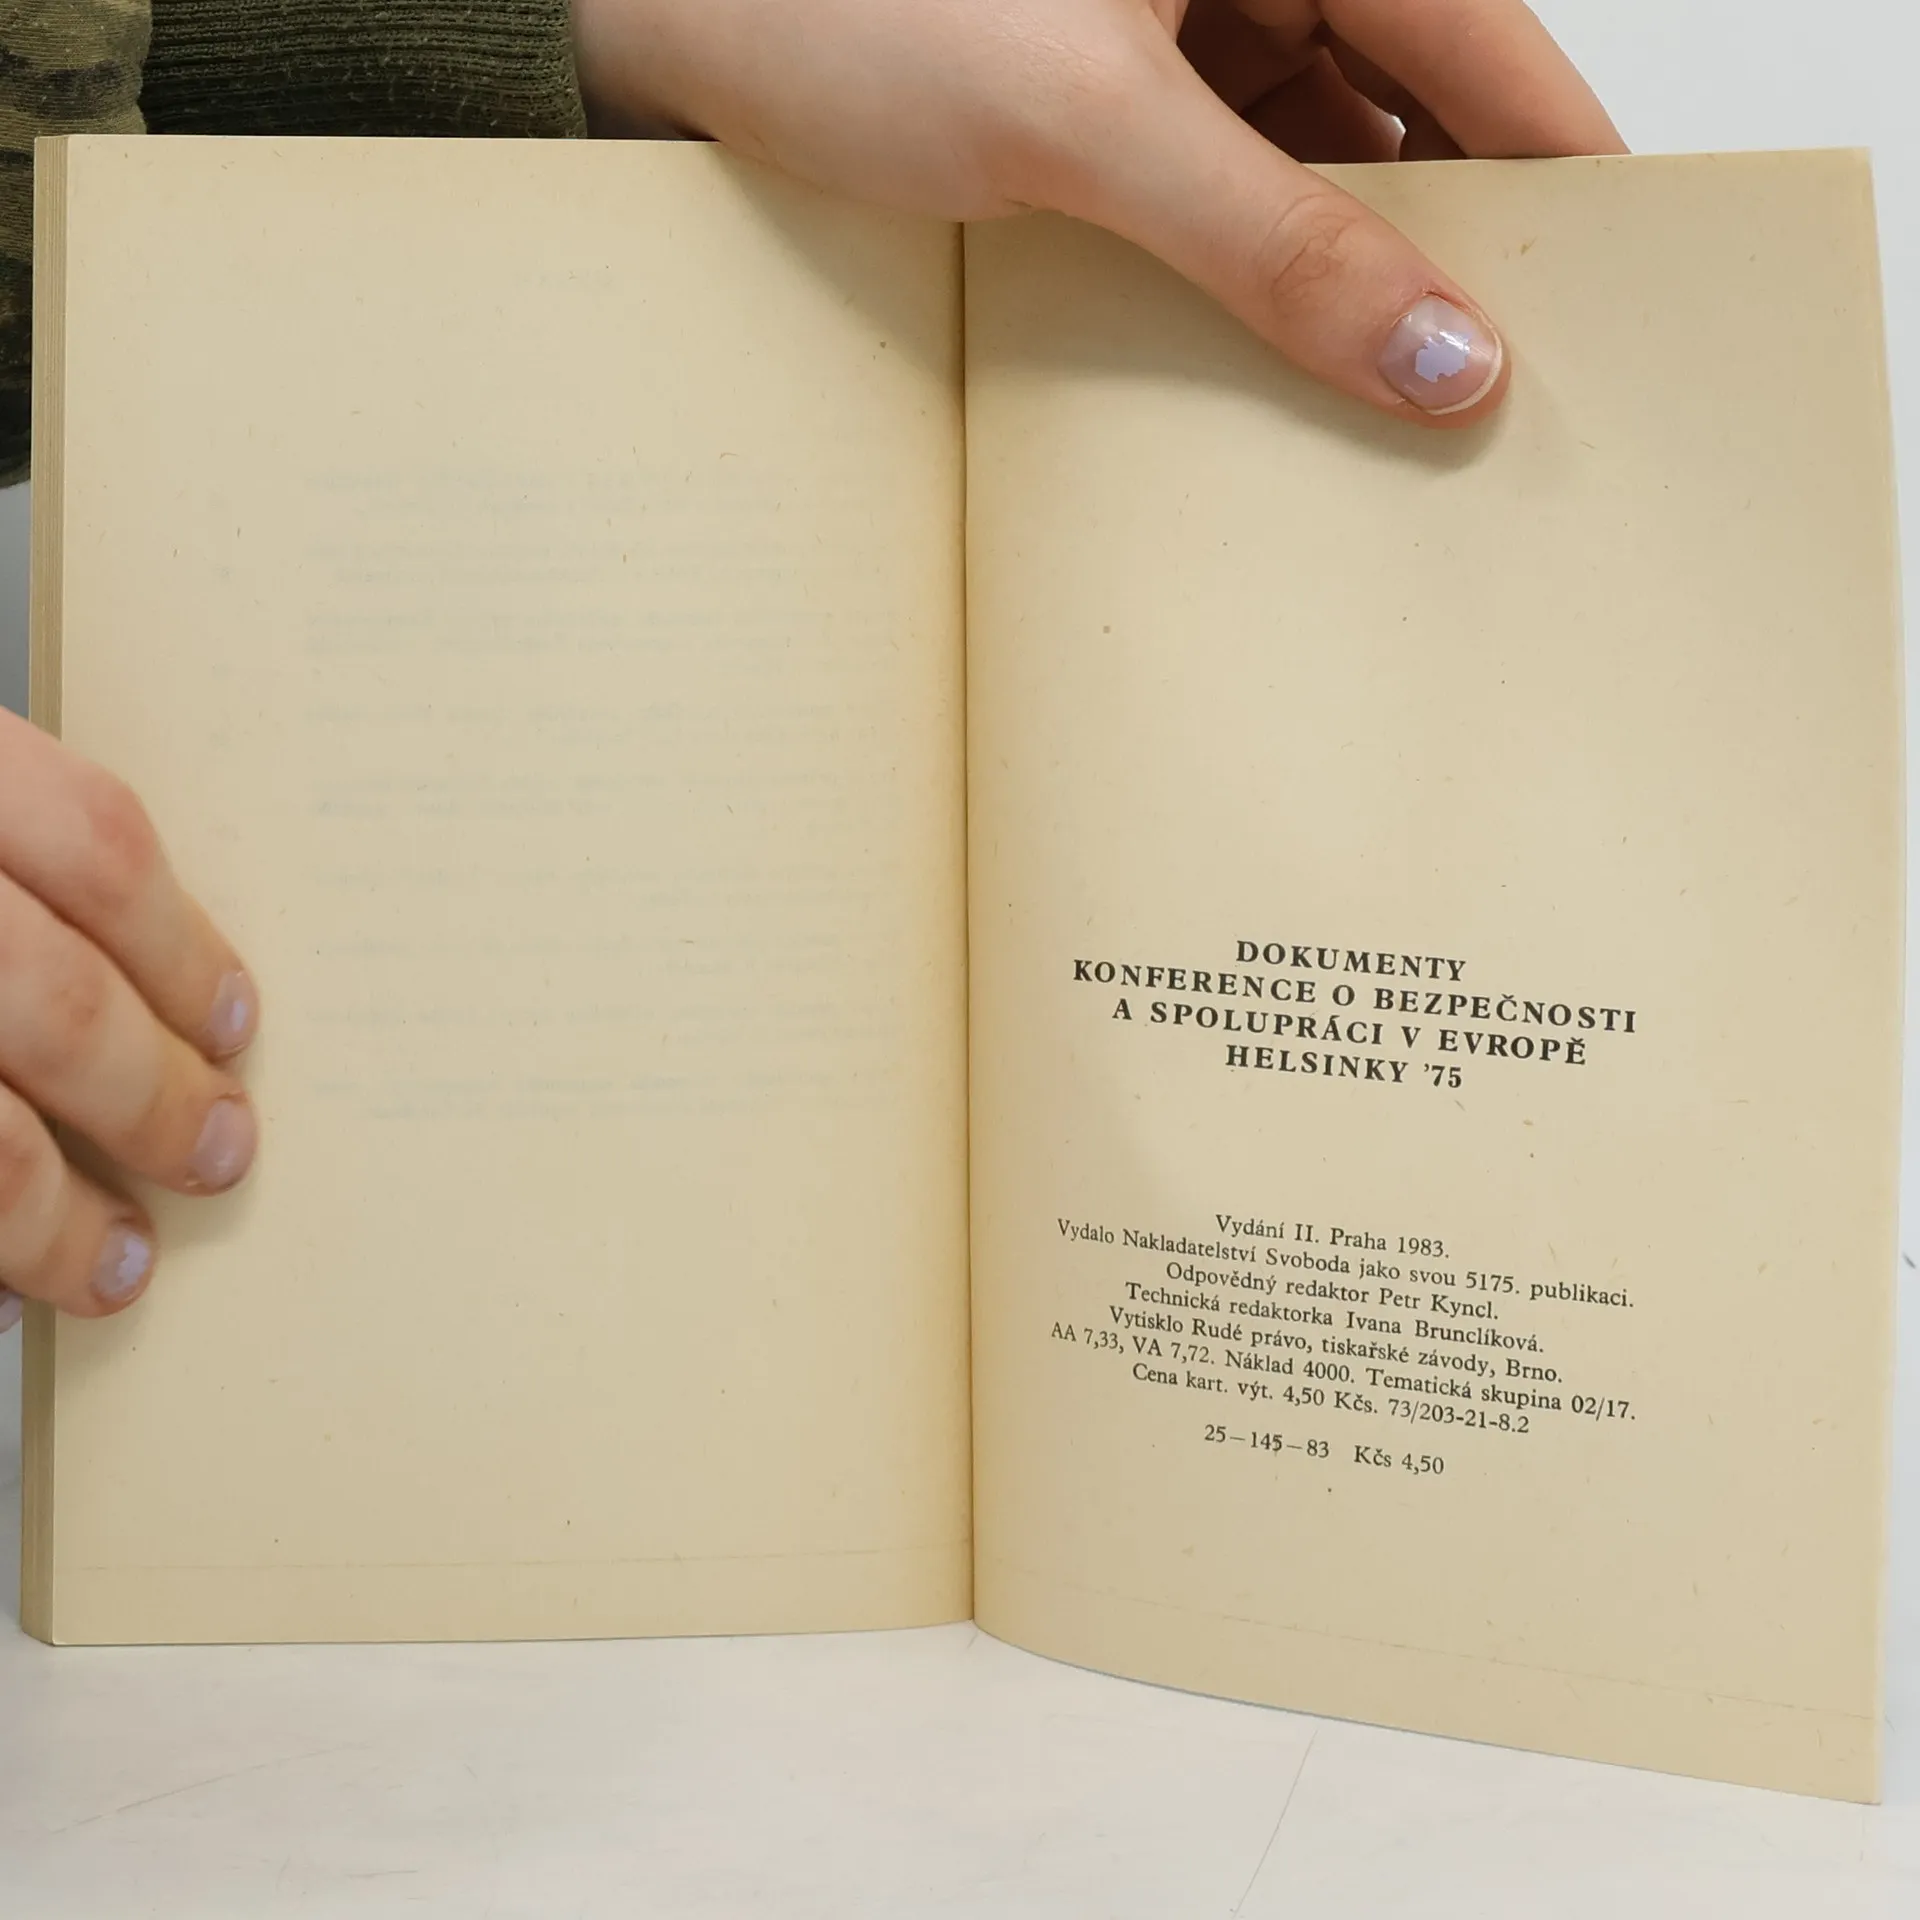 DOKUMENTY
KONFERENCE O BEZPEČNOSTI
A SPOLUPRÁCI V EVROPĚ
HELSINKY ’75
Vydání II. Praha 1983.
Vydalo Nakladatelství Svoboda jako svou 5175. publikaci.
Odpovědný redaktor Petr Kyncl.
Technická redaktorka Ivana Brunclíková.
Vytisklo Rudé právo, tiskařské závody, Brno.
AA 7,33, VA 7,72. Náklad 4000. Tematická skupina 02/17.
Cena kart. výt. 4,50 Kčs. 73/203-21-8.2
25—145—83 Kčs 4,50